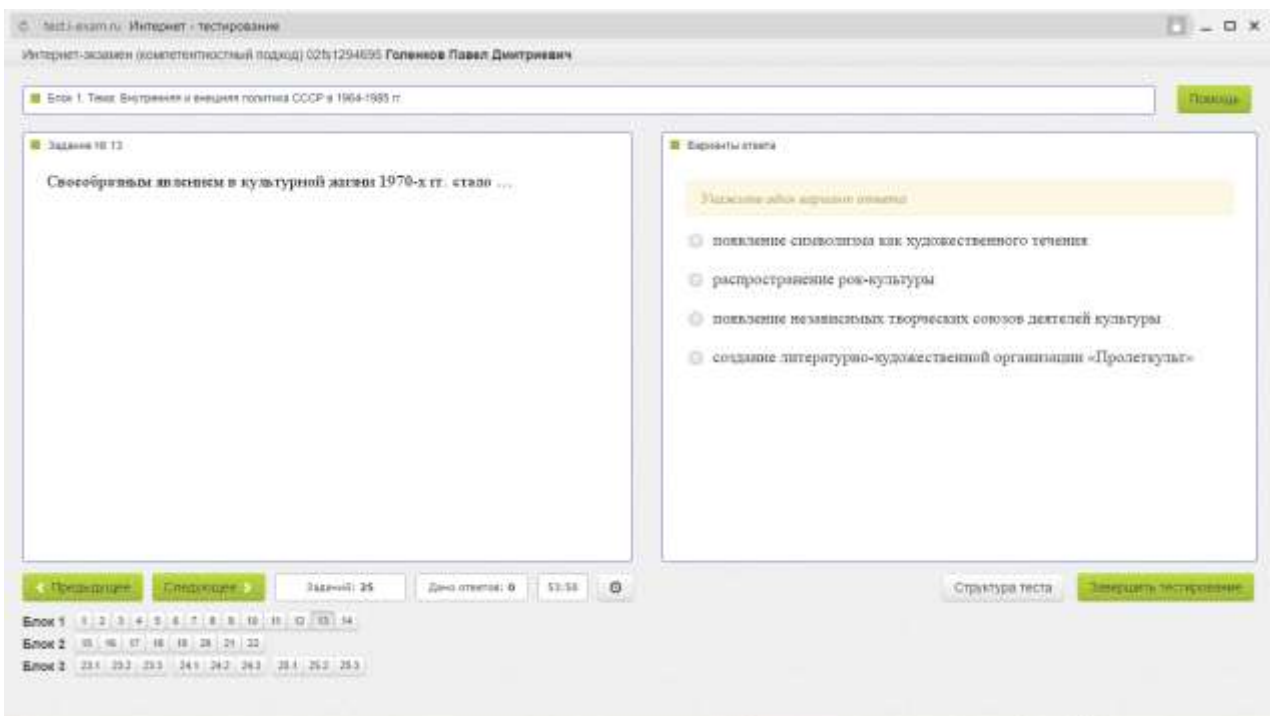 test.i-exam.ru Интернет - тестирование
Интернет-экзамен (компетентностный подход) 02fs1294695 Голенков Павел Дмитриевич
Блок 1. Тема: Внутренняя и внешняя политика СССР в 1964-1985 гг.
Помощь
Задание № 13
Своеобразным явлением в культурной жизни 1970-х гг. стало …
Варианты ответа
Укажите один вариант ответа
появление символизма как художественного течения
распространение рок-культуры
появление независимых творческих союзов деятелей культуры
создание литературно-художественной организации «Пролеткульт»
Предыдущее Следующее Заданий: 25 Дано ответов: 0 53:58 Структура теста Завершить тестирование
Блок 1 1 2 3 4 5 6 7 8 9 10 11 12 13 14
Блок 2 15 16 17 18 19 20 21 22
Блок 3 23.1 23.2 23.3 24.1 24.2 24.3 25.1 25.2 25.3